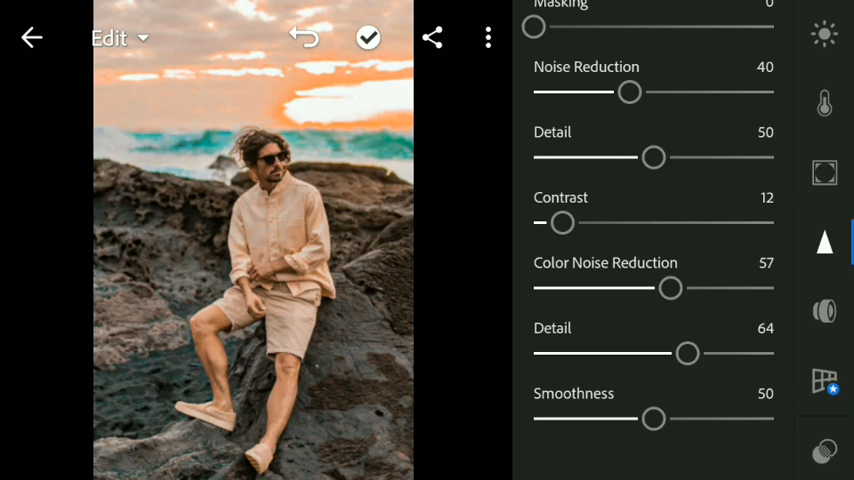 Edit
Masking 0
Noise Reduction 40
Detail 50
Contrast 12
Color Noise Reduction 57
Detail 64
Smoothness 50